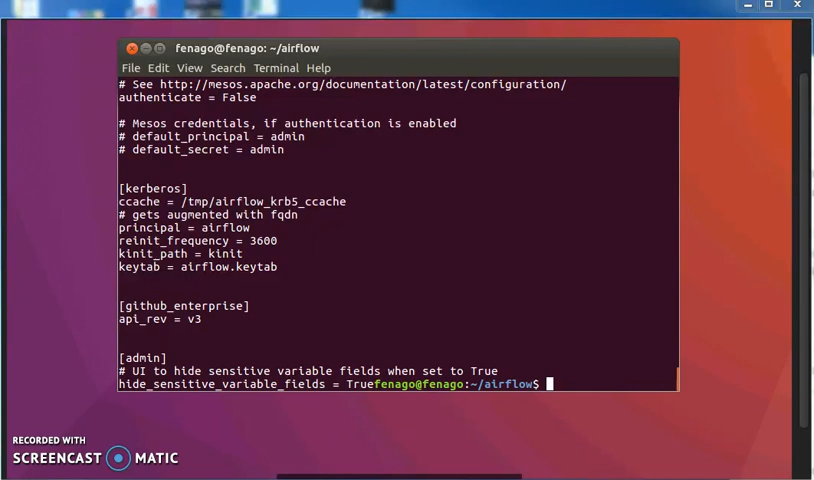 fenago@fenago: ~/airflow
File Edit View Search Terminal Help
# See http://mesos.apache.org/documentation/latest/configuration/
authenticate = False
# Mesos credentials, if authentication is enabled
# default_principal = admin
# default_secret = admin
[kerberos]
ccache = /tmp/airflow_krb5_ccache
# gets augmented with fqdn
principal = airflow
reinit_frequency = 3600
kinit_path = kinit
keytab = airflow.keytab
[github_enterprise]
api_rev = v3
[admin]
# UI to hide sensitive variable fields when set to True
hide_sensitive_variable_fields = Truefenago@fenago:~/airflow$
RECORDED WITH
SCREENCAST MATIC